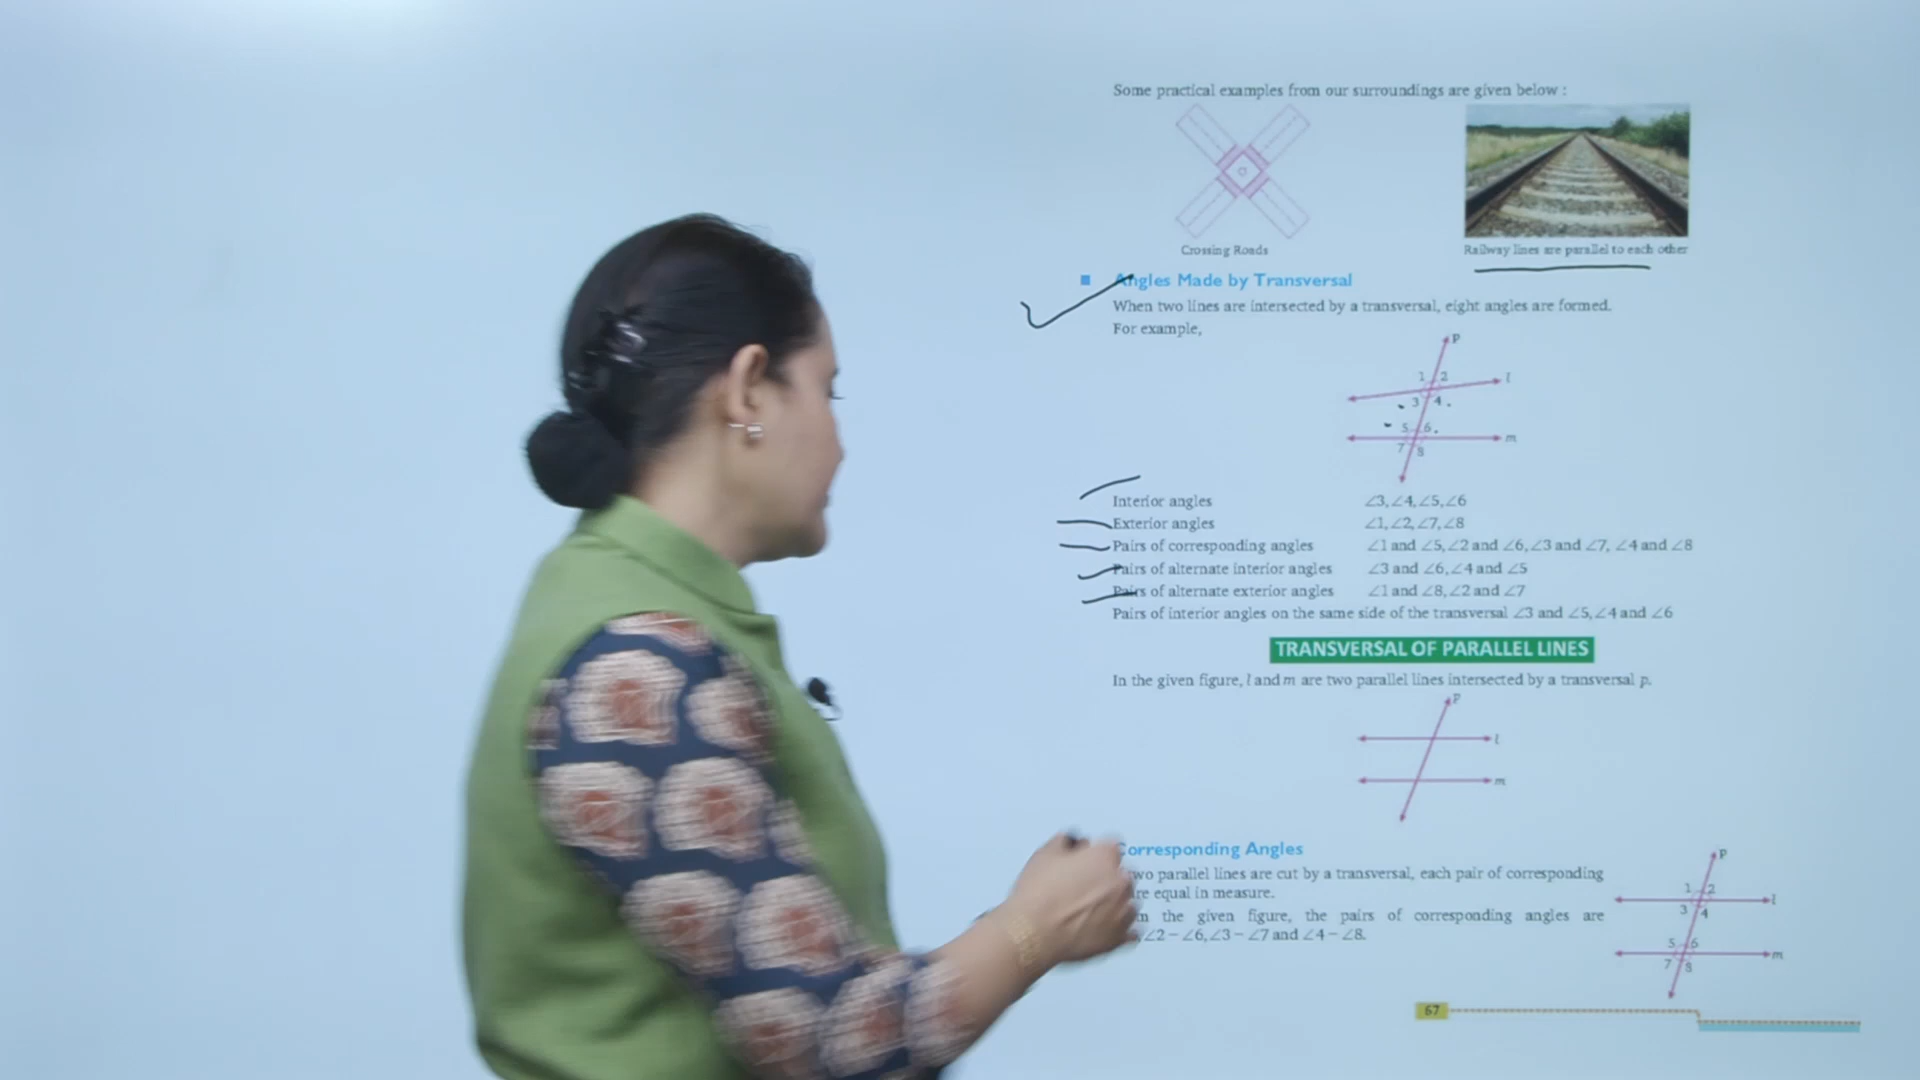 Some practical examples from our surroundings are given below :
Crossing Roads
Railway lines are parallel to each other
Angles Made by Transversal
When two lines are intersected by a transversal, eight angles are formed.
For example,
p
1 2 l
3 4
5 6 m
7 8
Interior angles ∠3,∠4,∠5,∠6
Exterior angles ∠1,∠2,∠7,∠8
Pairs of corresponding angles ∠1 and ∠5,∠2 and ∠6,∠3 and ∠7, ∠4 and ∠8
Pairs of alternate interior angles ∠3 and ∠6,∠4 and ∠5
Pairs of alternate exterior angles ∠1 and ∠8,∠2 and ∠7
Pairs of interior angles on the same side of the transversal ∠3 and ∠5,∠4 and ∠6
TRANSVERSAL OF PARALLEL LINES
In the given figure, l and m are two parallel lines intersected by a transversal p.
p
l
m
Corresponding Angles
two parallel lines are cut by a transversal, each pair of corresponding
re equal in measure.
n the given figure, the pairs of corresponding angles are
,∠2 – ∠6,∠3 – ∠7 and ∠4 – ∠8.
p
1 2 l
3 4
5 6 m
7 8
67